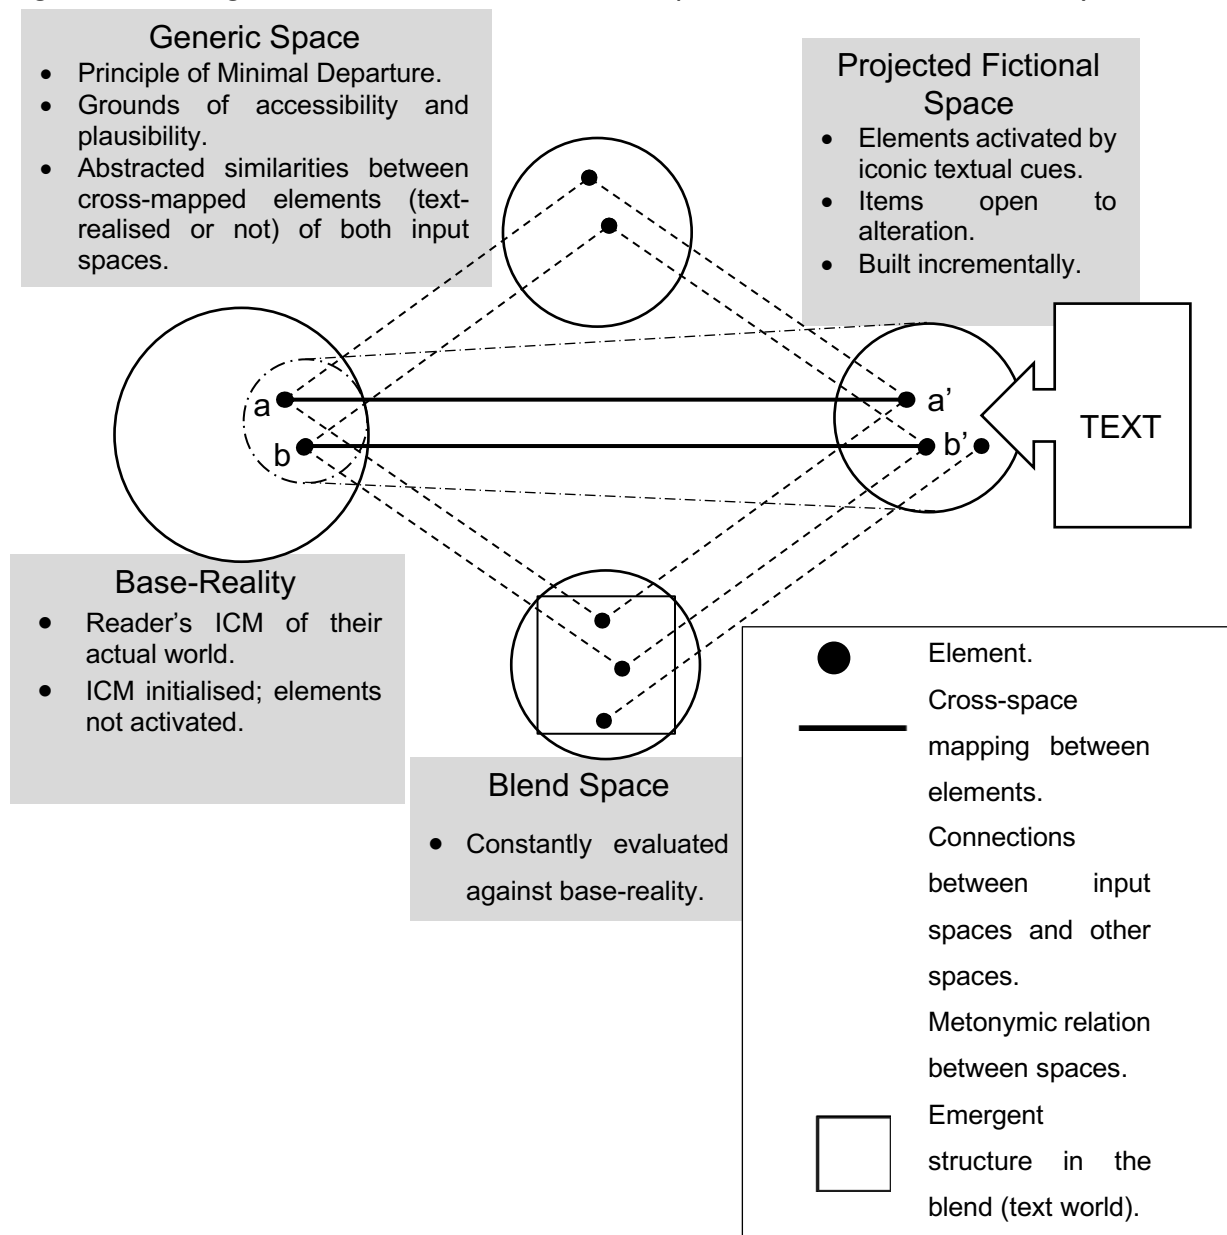 Generic Space
• Principle of Minimal Departure.
• Grounds of accessibility and
plausibility.
• Abstracted similarities between
cross-mapped elements (text-
realised or not) of both input
spaces.
Projected Fictional
Space
• Elements activated by
iconic textual cues.
• Items open to
alteration.
• Built incrementally.
a
b
a’
b’
TEXT
Base-Reality
• Reader’s ICM of their
actual world.
• ICM initialised; elements
not activated.
Blend Space
• Constantly evaluated
against base-reality.
Element.
Cross-space
mapping between
elements.
Connections
between input
spaces and other
spaces.
Metonymic relation
between spaces.
Emergent
structure in the
blend (text world).